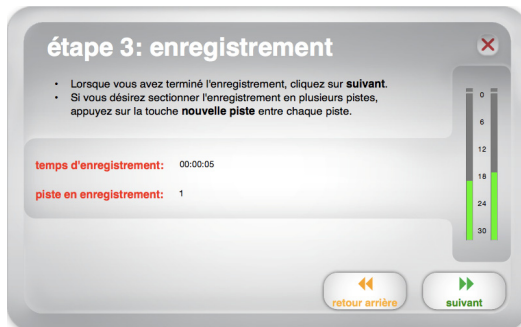 étape 3: enregistrement
• Lorsque vous avez terminé l'enregistrement, cliquez sur suivant.
• Si vous désirez sectionner l'enregistrement en plusieurs pistes,
appuyez sur la touche nouvelle piste entre chaque piste.
temps d'enregistrement: 00:00:05
piste en enregistrement: 1
0
6
12
18
24
30
retour arrière
suivant